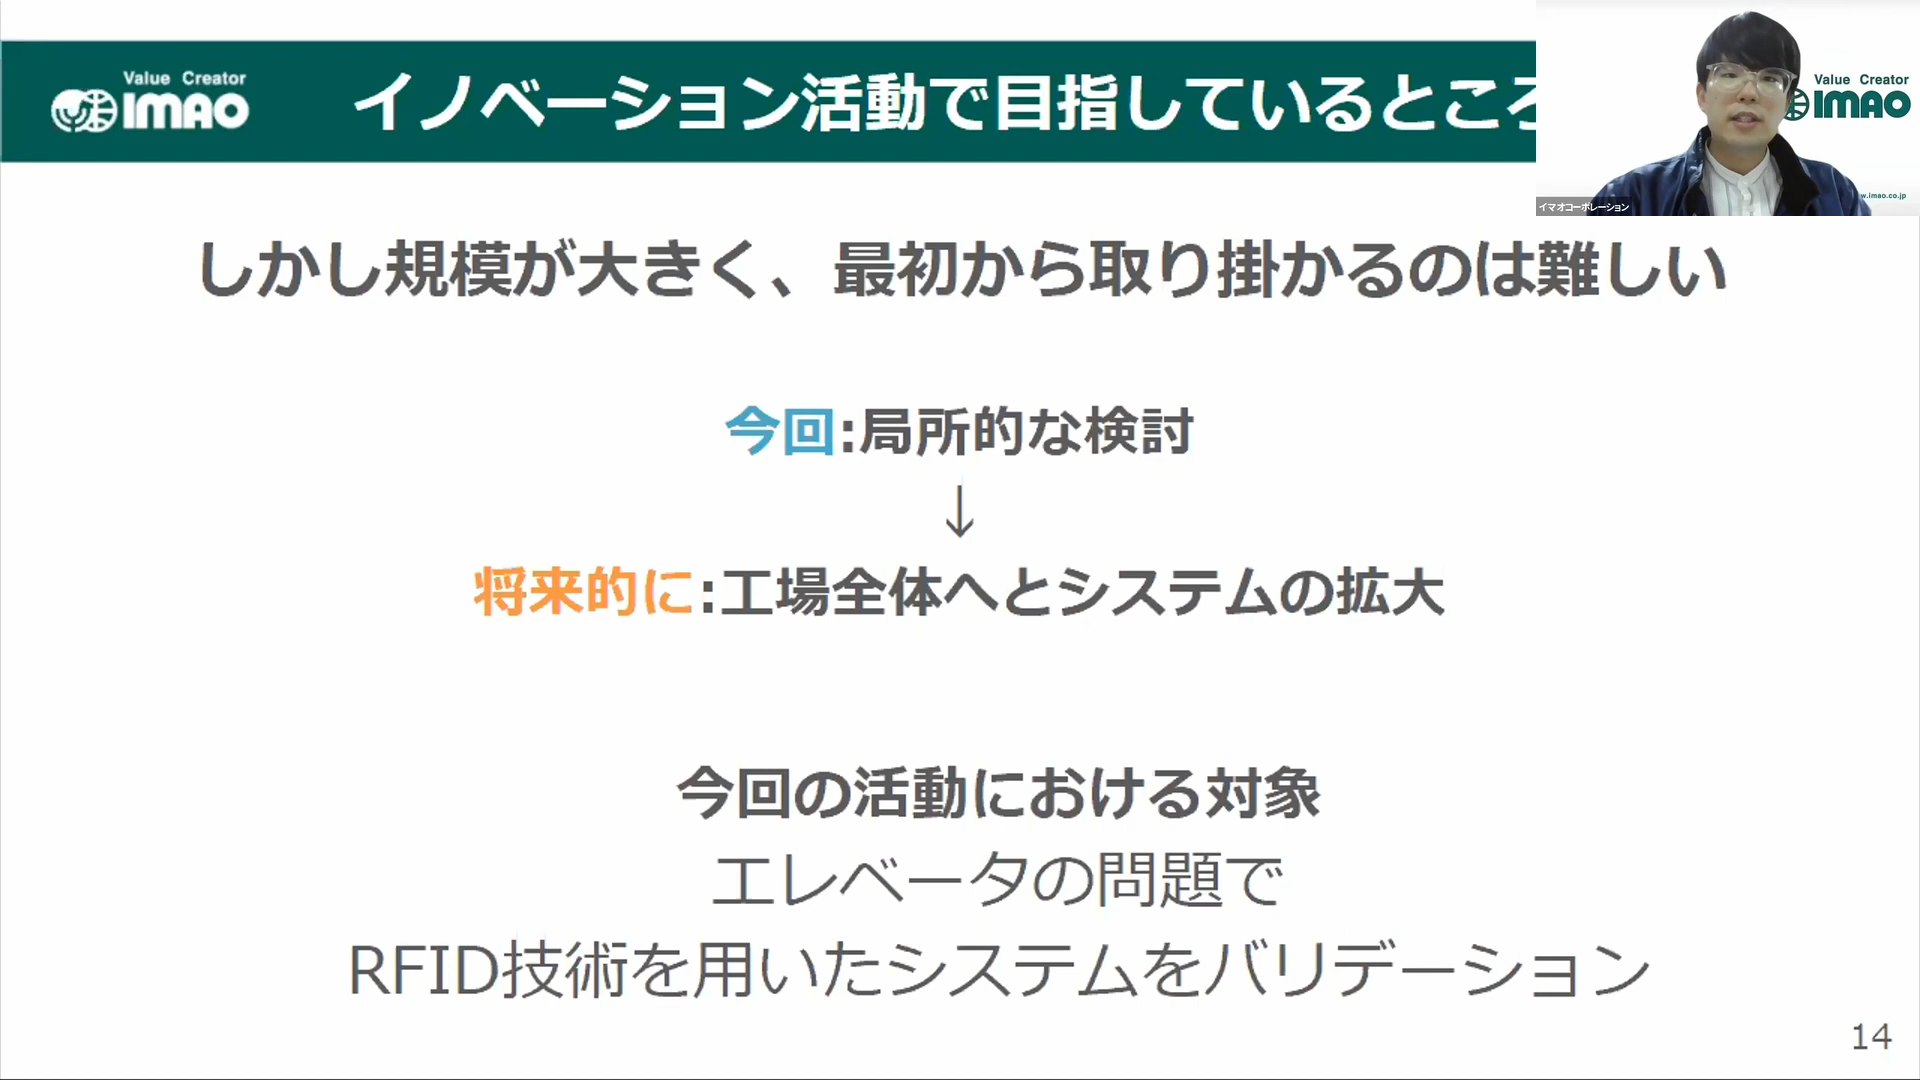 Value Creator
IMAO
イノベーション活動で目指しているところ
Value Creator
IMAO
w.imao.co.jp
イマオコーポレーション
しかし規模が大きく、最初から取り掛かるのは難しい
今回:局所的な検討
↓
将来的に:工場全体へとシステムの拡大
今回の活動における対象
エレベータの問題で
RFID技術を用いたシステムをバリデーション
14